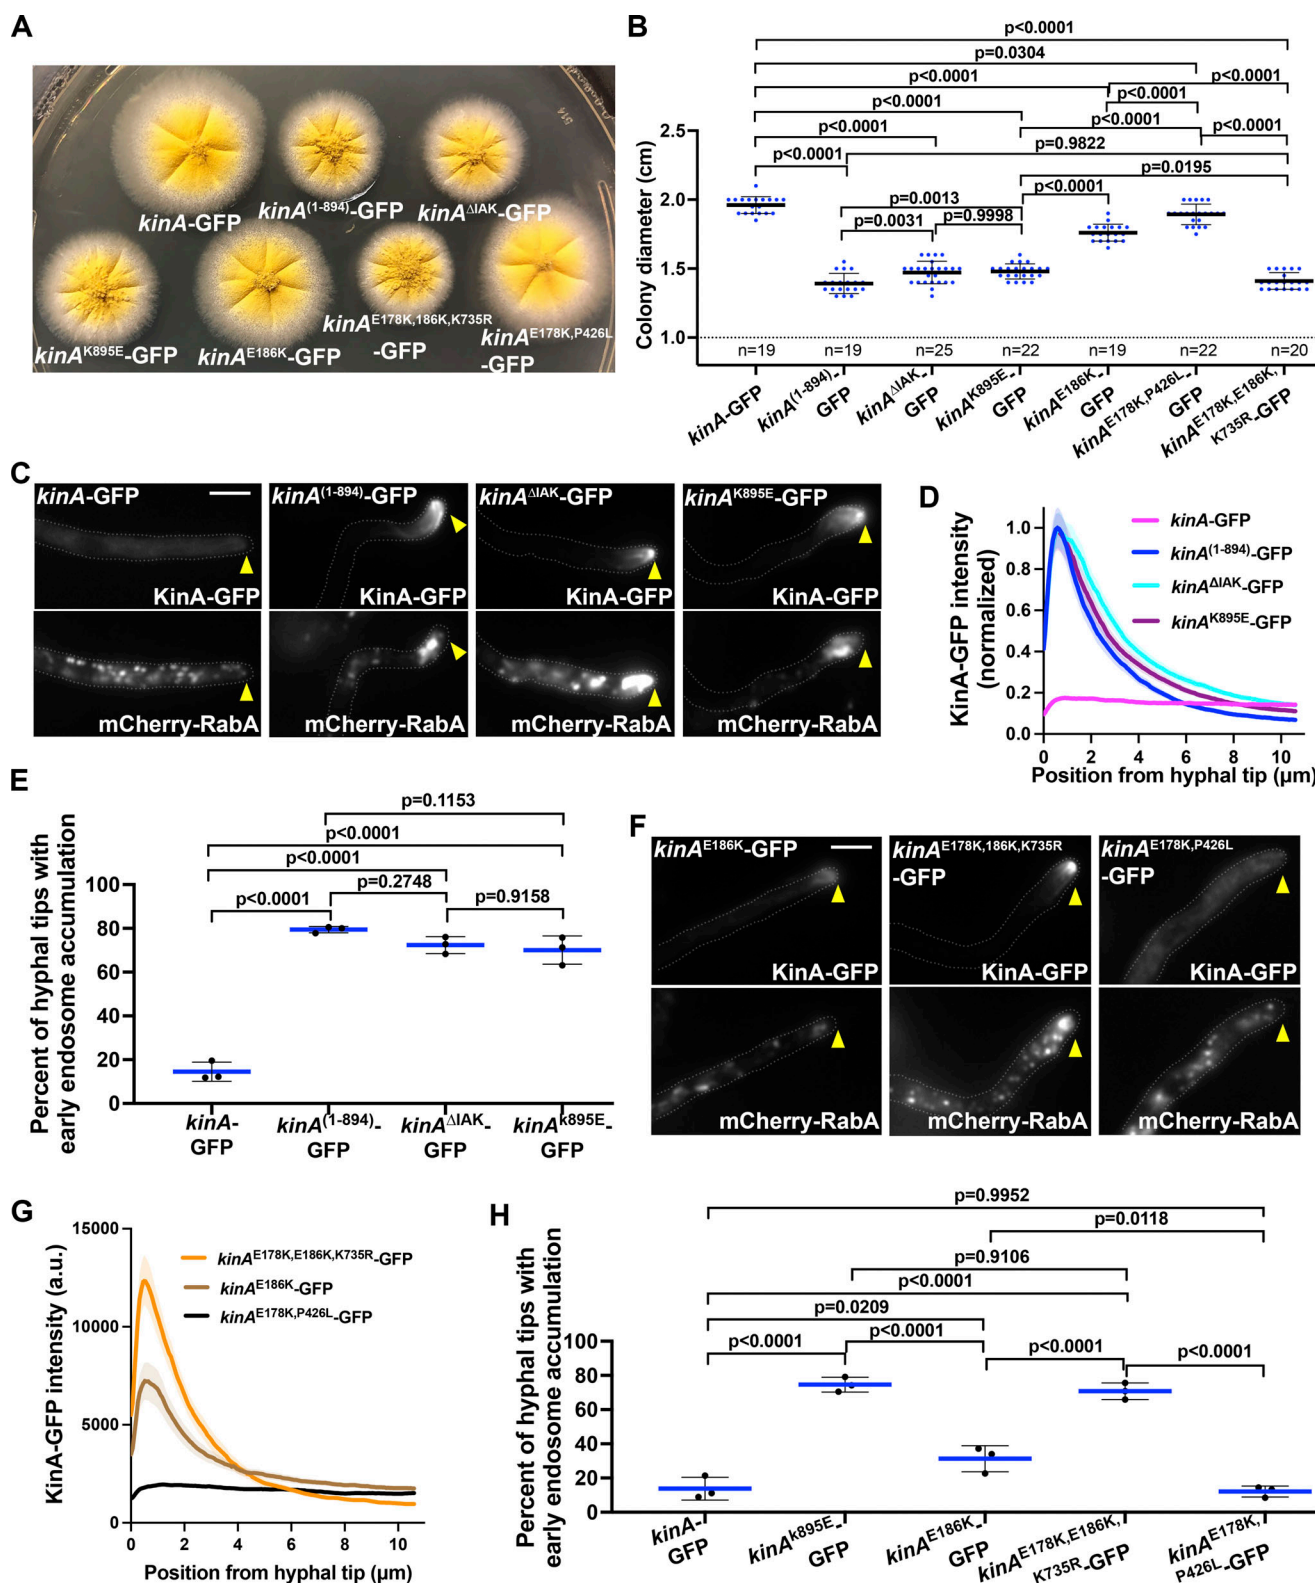 A
kinA-GFP
kinA(1-894)-GFP
kinAΔIAK-GFP
kinAK895E-GFP
kinAE186K-GFP
kinAE178K,186K,K735R
-GFP
kinAE178K,P426L
-GFP
B
p<0.0001
p=0.0304
p<0.0001
p<0.0001
p<0.0001
p<0.0001
p<0.0001
p<0.0001
p<0.0001
p<0.0001
p=0.9822
p=0.0195
p=0.0013
p<0.0001
p=0.0031
p=0.9998
Colony diameter (cm)
2.5
2.0
1.5
1.0
n=19
n=19
n=25
n=22
n=19
n=22
n=20
kinA-GFP
kinA(1-894)-
GFP
kinAΔIAK-
GFP
kinAK895E-
GFP
kinAE186K-
GFP
kinAE178K,P426L-
GFP
kinAE178K,E186K,
K735R-GFP
C
kinA-GFP
kinA(1-894)-GFP
kinAΔIAK-GFP
kinAK895E-GFP
KinA-GFP
KinA-GFP
KinA-GFP
KinA-GFP
mCherry-RabA
mCherry-RabA
mCherry-RabA
mCherry-RabA
D
KinA-GFP intensity
(normalized)
1.0
0.8
0.6
0.4
0.2
0.0
kinA-GFP
kinA(1-894)-GFP
kinAΔIAK-GFP
kinAK895E-GFP
0 2 4 6 8 10
Position from hyphal tip (μm)
E
p=0.1153
p<0.0001
p<0.0001
p<0.0001
p=0.2748
p=0.9158
Percent of hyphal tips with
early endosome accumulation
100
80
60
40
20
0
kinA-
GFP
kinA(1-894)-
GFP
kinAΔIAK-
GFP
kinAk895E-
GFP
F
kinAE186K-GFP
kinAE178K,186K,K735R
-GFP
kinAE178K,P426L
-GFP
KinA-GFP
KinA-GFP
KinA-GFP
mCherry-RabA
mCherry-RabA
mCherry-RabA
G
KinA-GFP intensity (a.u.)
15000
10000
5000
0
kinAE178K,E186K,K735R-GFP
kinAE186K-GFP
kinAE178K,P426L-GFP
0 2 4 6 8 10
Position from hyphal tip (μm)
H
p=0.9952
p=0.0118
p=0.9106
p<0.0001
p=0.0209
p<0.0001
p<0.0001
p<0.0001
p<0.0001
Percent of hyphal tips with
early endosome accumulation
100
80
60
40
20
0
kinA-
GFP
kinAk895E-
GFP
kinAE186K-
GFP
kinAE178K,E186K,
K735R-GFP
kinAE178K,
P426L-GFP